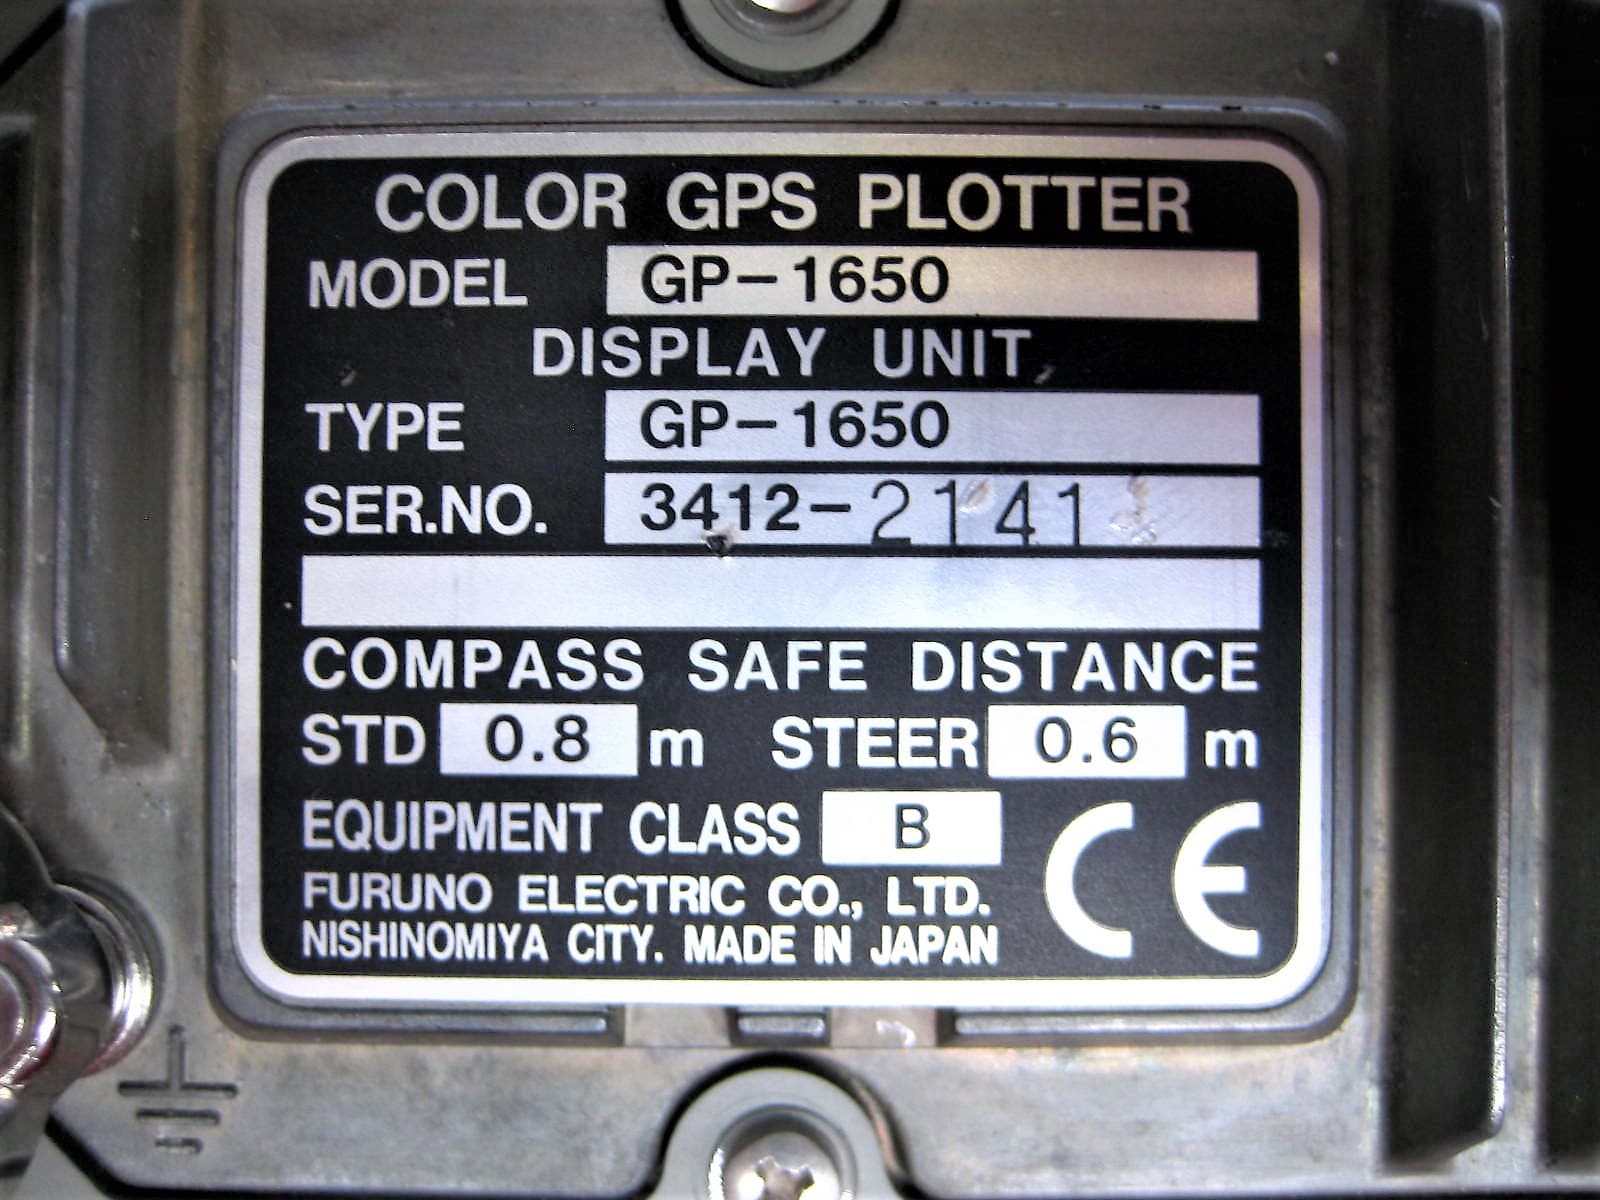 COLOR GPS PLOTTER
MODEL GP-1650
DISPLAY UNIT
TYPE GP-1650
SER.NO. 3412-2141
COMPASS SAFE DISTANCE
STD 0.8 m STEER 0.6 m
EQUIPMENT CLASS B
FURUNO ELECTRIC CO., LTD.
NISHINOMIYA CITY. MADE IN JAPAN
CE